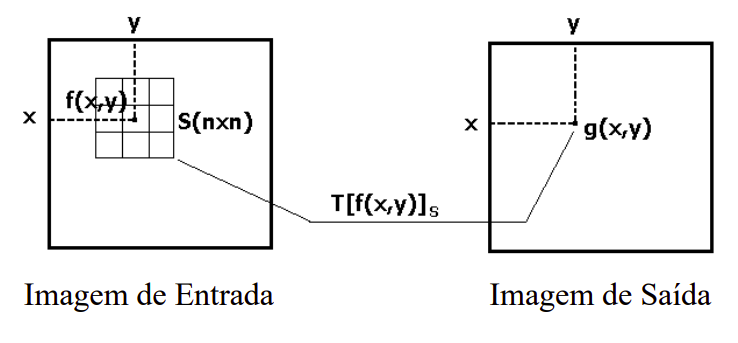 y
y
f(x,y)
x
S(nxn)
x
g(x,y)
T[f(x,y)]s
Imagem de Entrada
Imagem de Saída